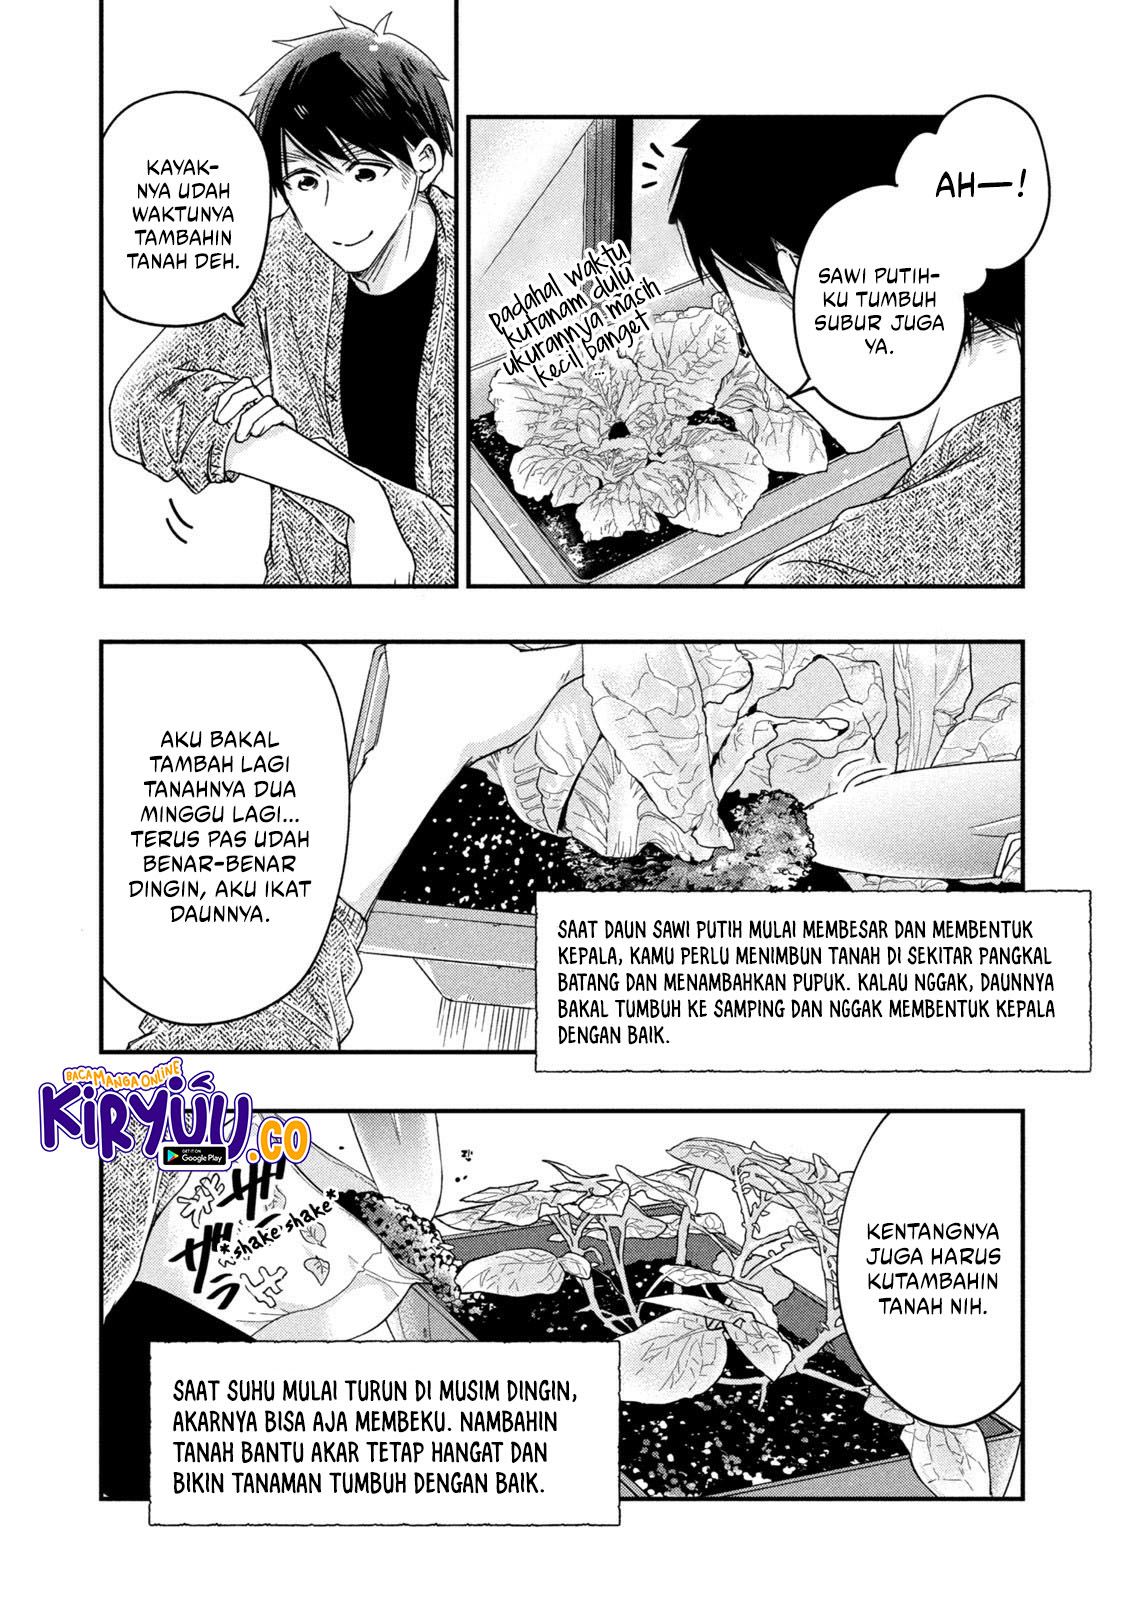 AH—!
SAWI PUTIH-
KU TUMBUH
SUBUR JUGA
YA.
padahal waktu
kutanam dulu
ukurannya masih
kecil banget
...
KAYAK-
NYA UDAH
WAKTUNYA
TAMBAHIN
TANAH DEH.
AKU BAKAL
TAMBAH LAGI
TANAHNYA DUA
MINGGU LAGI...
TERUS PAS UDAH
BENAR-BENAR
DINGIN, AKU IKAT
DAUNNYA.
SAAT DAUN SAWI PUTIH MULAI MEMBESAR DAN MEMBENTUK
KEPALA, KAMU PERLU MENIMBUN TANAH DI SEKITAR PANGKAL
BATANG DAN MENAMBAHKAN PUPUK. KALAU NGGAK, DAUNNYA
BAKAL TUMBUH KE SAMPING DAN NGGAK MEMBENTUK KEPALA
DENGAN BAIK.
BACA MANGA ONLINE
KIRYUU.CO
GET IT ON
Google Play
KENTANGNYA
JUGA HARUS
KUTAMBAHIN
TANAH NIH.
*shake shake*
SAAT SUHU MULAI TURUN DI MUSIM DINGIN,
AKARNYA BISA AJA MEMBEKU. NAMBAHIN
TANAH BANTU AKAR TETAP HANGAT DAN
BIKIN TANAMAN TUMBUH DENGAN BAIK.